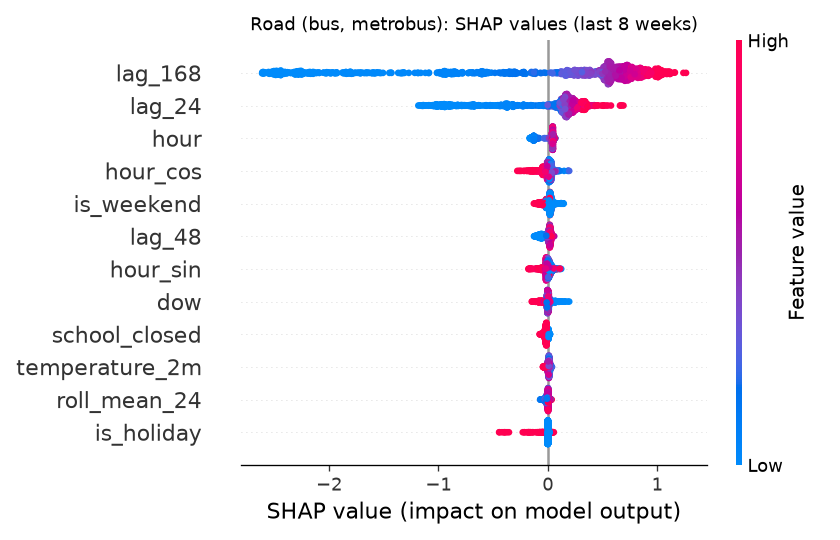 Road (bus, metrobus): SHAP values (last 8 weeks)
High
lag_168
lag_24
hour
hour_cos
is_weekend
lag_48
hour_sin
dow
school_closed
temperature_2m
roll_mean_24
is_holiday
Feature value
Low
−2 −1 0 1
SHAP value (impact on model output)